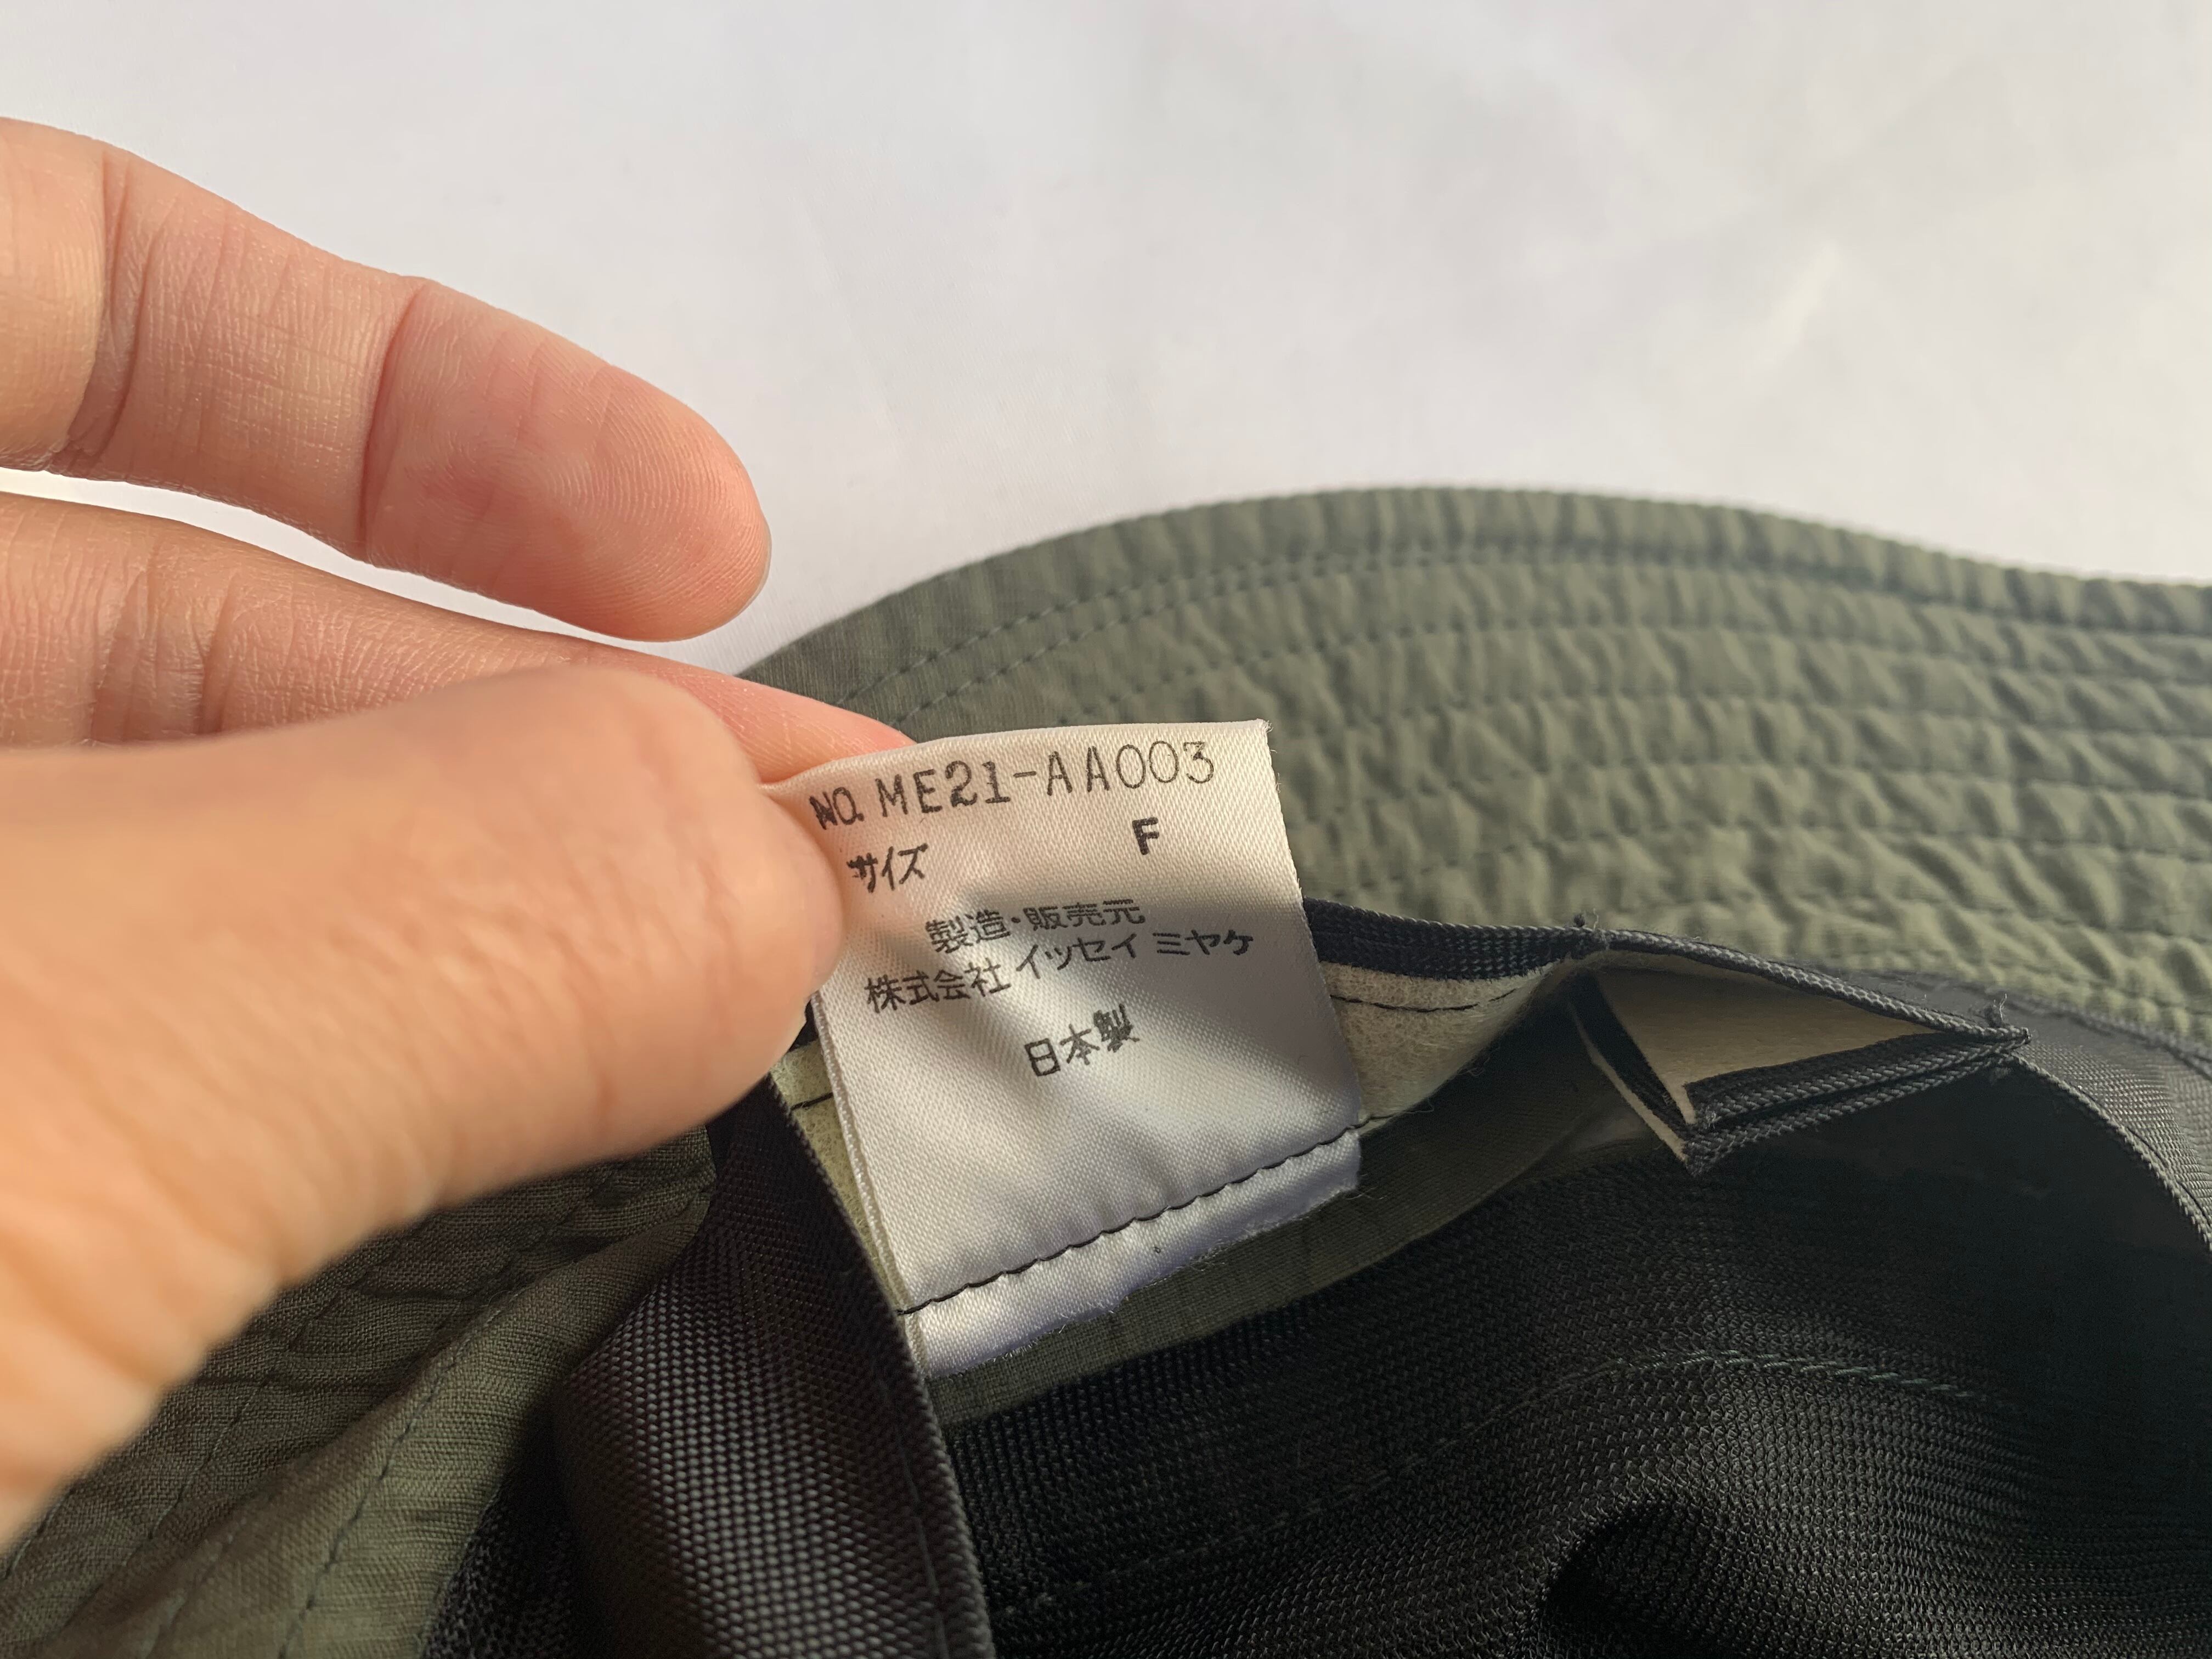 NO. ME21-AA003
サイズ F
製造・販売元
株式会社 イッセイ ミヤケ
日本製